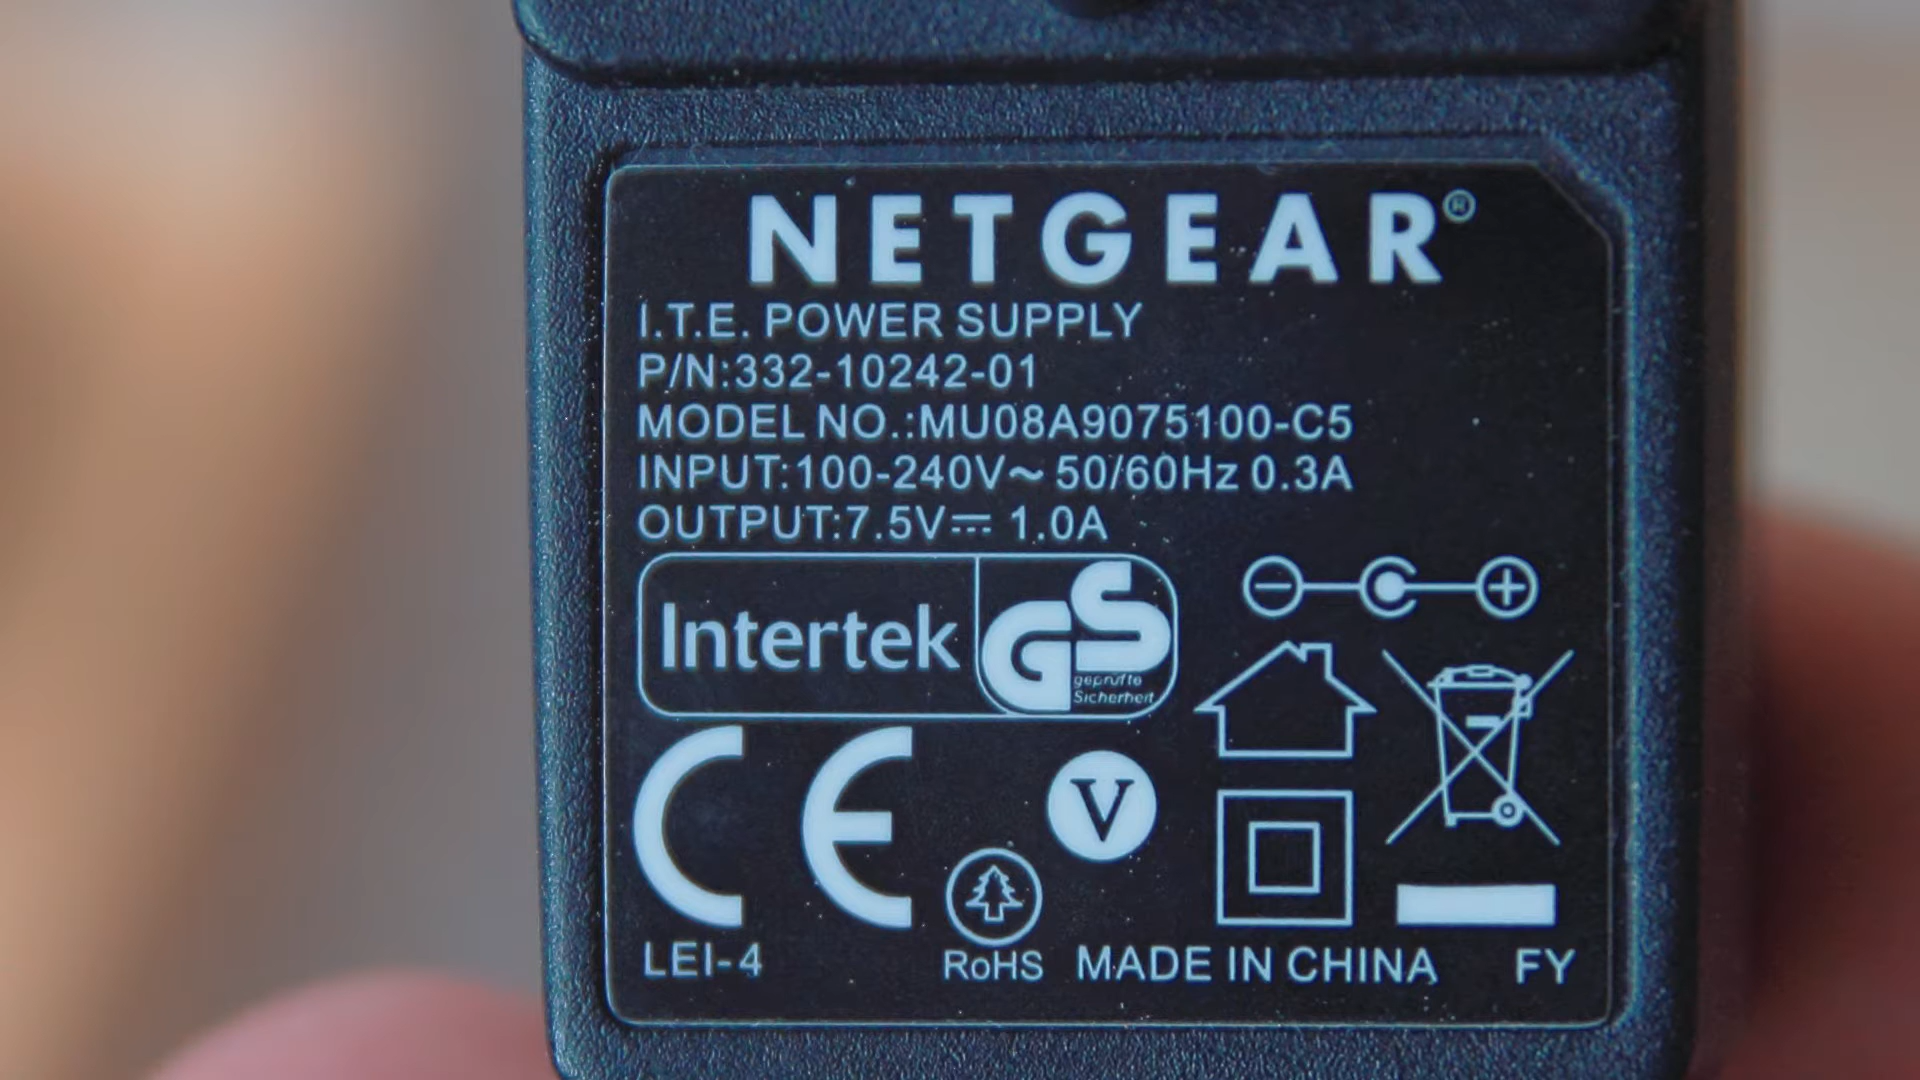 NETGEAR®
I.T.E. POWER SUPPLY
P/N:332-10242-01
MODEL NO.:MU08A9075100-C5
INPUT:100-240V~ 50/60Hz 0.3A
OUTPUT:7.5V⎓ 1.0A
Intertek
GS
geprüfte
Sicherheit
CE
V
LEI-4
RoHS
MADE IN CHINA
FY